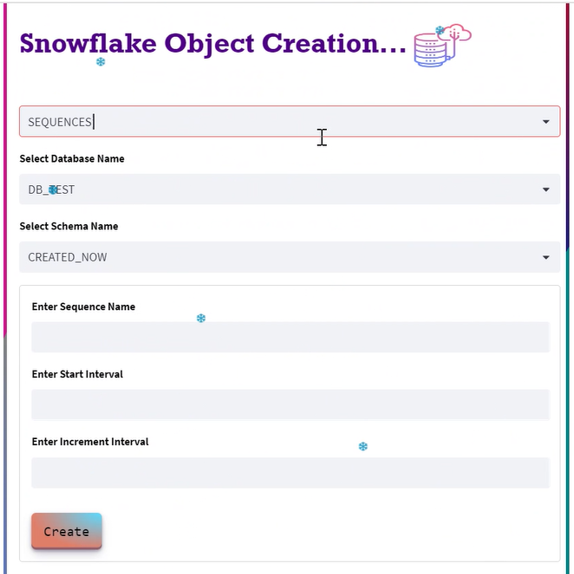 Snowflake Object Creation...
SEQUENCES
Select Database Name
DB_TEST
Select Schema Name
CREATED_NOW
Enter Sequence Name
Enter Start Interval
Enter Increment Interval
Create